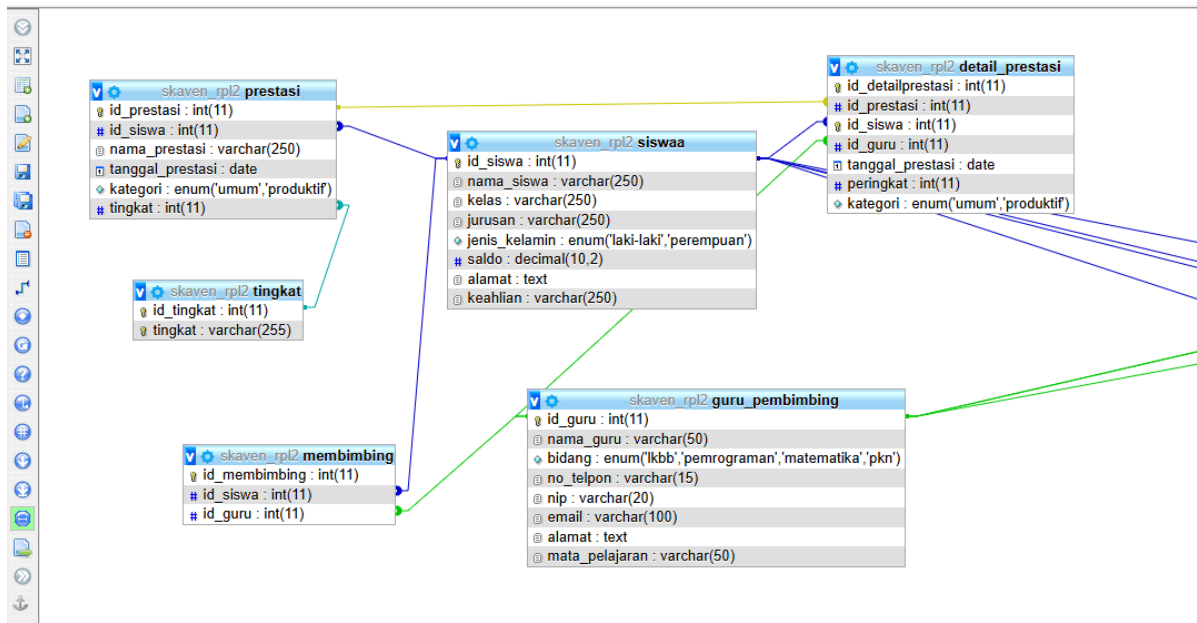 skaven_rpl2 prestasi
id_prestasi : int(11)
id_siswa : int(11)
nama_prestasi : varchar(250)
tanggal_prestasi : date
kategori : enum('umum','produktif')
tingkat : int(11)
skaven_rpl2 tingkat
id_tingkat : int(11)
tingkat : varchar(255)
skaven_rpl2 membimbing
id_membimbing : int(11)
id_siswa : int(11)
id_guru : int(11)
skaven_rpl2 siswaa
id_siswa : int(11)
nama_siswa : varchar(250)
kelas : varchar(250)
jurusan : varchar(250)
jenis_kelamin : enum('laki-laki','perempuan')
saldo : decimal(10,2)
alamat : text
keahlian : varchar(250)
skaven_rpl2 guru_pembimbing
id_guru : int(11)
nama_guru : varchar(50)
bidang : enum('lkbb','pemrograman','matematika','pkn')
no_telpon : varchar(15)
nip : varchar(20)
email : varchar(100)
alamat : text
mata_pelajaran : varchar(50)
skaven_rpl2 detail_prestasi
id_detailprestasi : int(11)
id_prestasi : int(11)
id_siswa : int(11)
id_guru : int(11)
tanggal_prestasi : date
peringkat : int(11)
kategori : enum('umum','produktif')